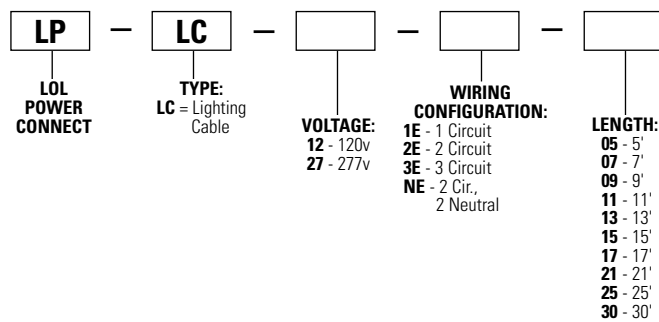 LP – LC – – –
LOL
POWER
CONNECT
TYPE:
LC = Lighting
Cable
VOLTAGE:
12 - 120v
27 - 277v
WIRING
CONFIGURATION:
1E - 1 Circuit
2E - 2 Circuit
3E - 3 Circuit
NE - 2 Cir.,
2 Neutral
LENGTH:
05 - 5'
07 - 7'
09 - 9'
11 - 11'
13 - 13'
15 - 15'
17 - 17'
21 - 21'
25 - 25'
30 - 30'